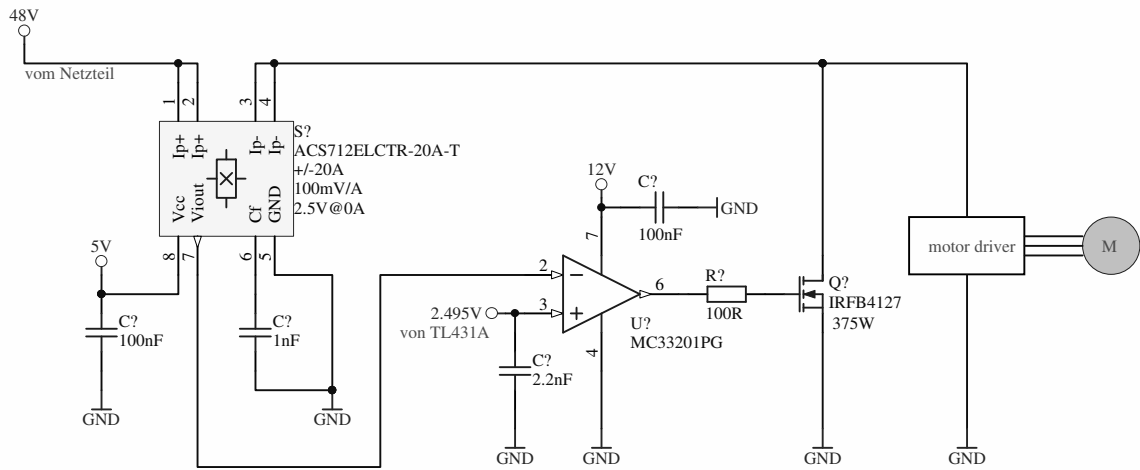 48V
vom Netzteil
1
2
3
4
Ip+
Ip+
Ip-
Ip-
Vcc
Viout
Cf
GND
8
7
6
5
S?
ACS712ELCTR-20A-T
+/-20A
100mV/A
2.5V@0A
5V
C?
100nF
GND
C?
1nF
GND
12V
C?
100nF
GND
7
2
3
6
4
2.495V
von TL431A
C?
2.2nF
GND
U?
MC33201PG
GND
R?
100R
Q?
IRFB4127
375W
GND
motor driver
M
GND